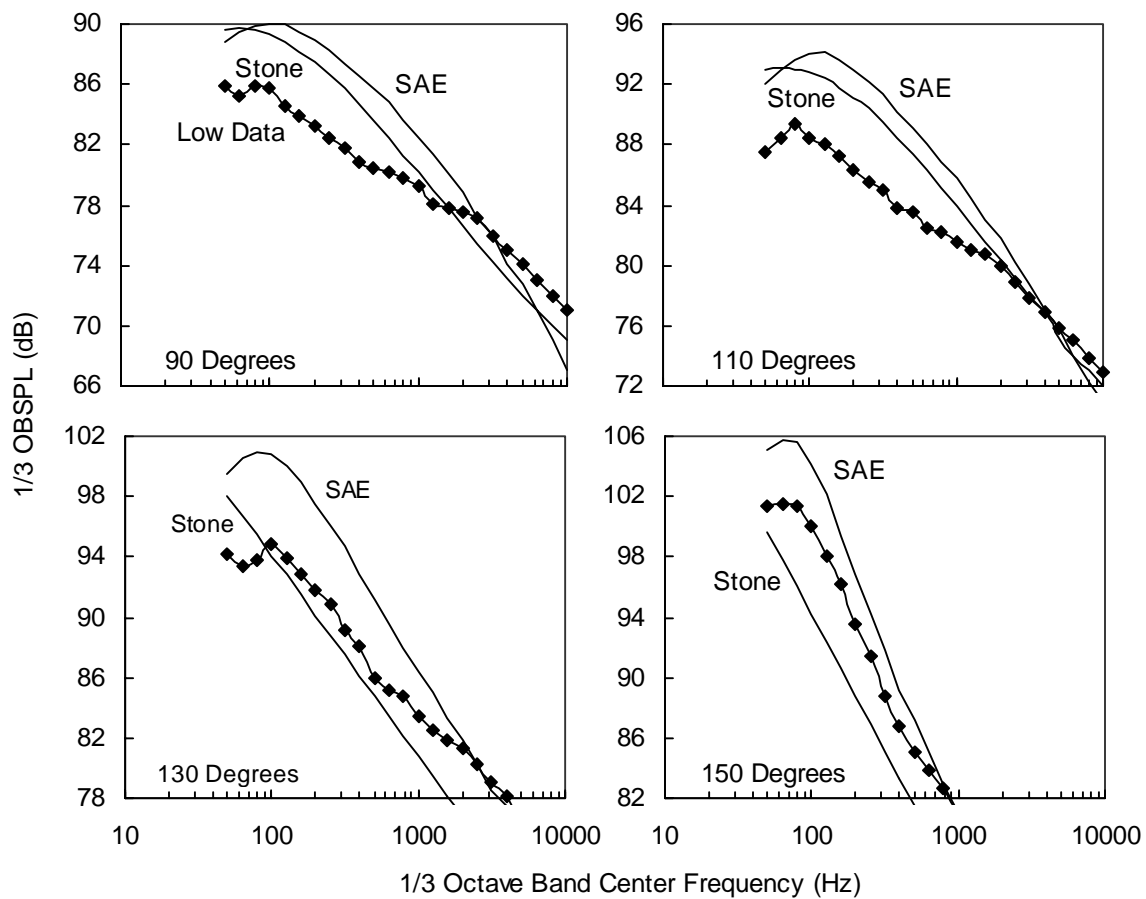 90
86
82
78
74
70
66
Stone
SAE
Low Data
90 Degrees
96
92
88
84
80
76
72
SAE
Stone
110 Degrees
1/3 OBSPL (dB)
102
98
94
90
86
82
78
SAE
Stone
130 Degrees
10 100 1000 10000
106
102
98
94
90
86
82
SAE
Stone
150 Degrees
10 100 1000 10000
1/3 Octave Band Center Frequency (Hz)